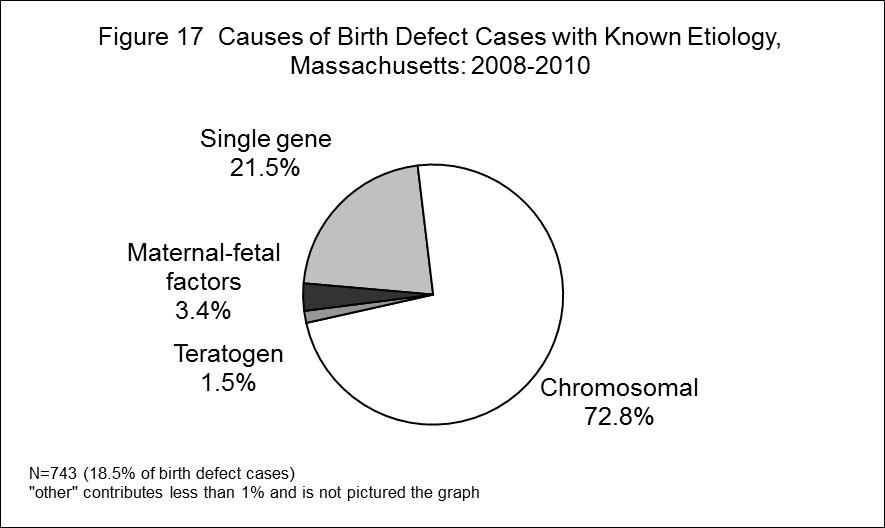 Figure 17  Causes of Birth Defect Cases with Known Etiology,
Massachusetts: 2008-2010
Single gene
21.5%
Maternal-fetal
factors
3.4%
Teratogen
1.5%
Chromosomal
72.8%
N=743 (18.5% of birth defect cases)
"other" contributes less than 1% and is not pictured the graph